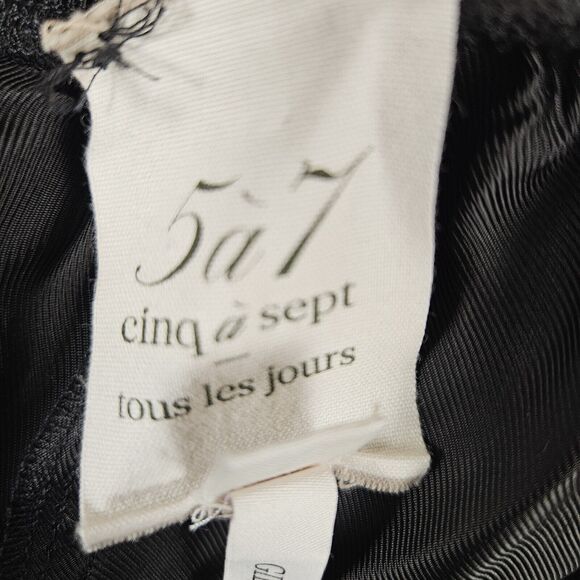 5à7
cinq à sept
tous les jours